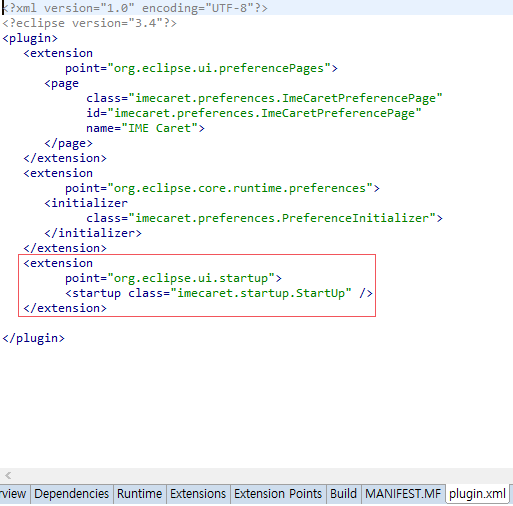 <?xml version="1.0" encoding="UTF-8"?>
<?eclipse version="3.4"?>
<plugin>
   <extension
         point="org.eclipse.ui.preferencePages">
      <page
            class="imecaret.preferences.ImeCaretPreferencePage"
            id="imecaret.preferences.ImeCaretPreferencePage"
            name="IME Caret">
      </page>
   </extension>
   <extension
         point="org.eclipse.core.runtime.preferences">
      <initializer
            class="imecaret.preferences.PreferenceInitializer">
      </initializer>
   </extension>
   <extension
         point="org.eclipse.ui.startup">
         <startup class="imecaret.startup.StartUp" />
   </extension>
</plugin>
rview Dependencies Runtime Extensions Extension Points Build MANIFEST.MF plugin.xml